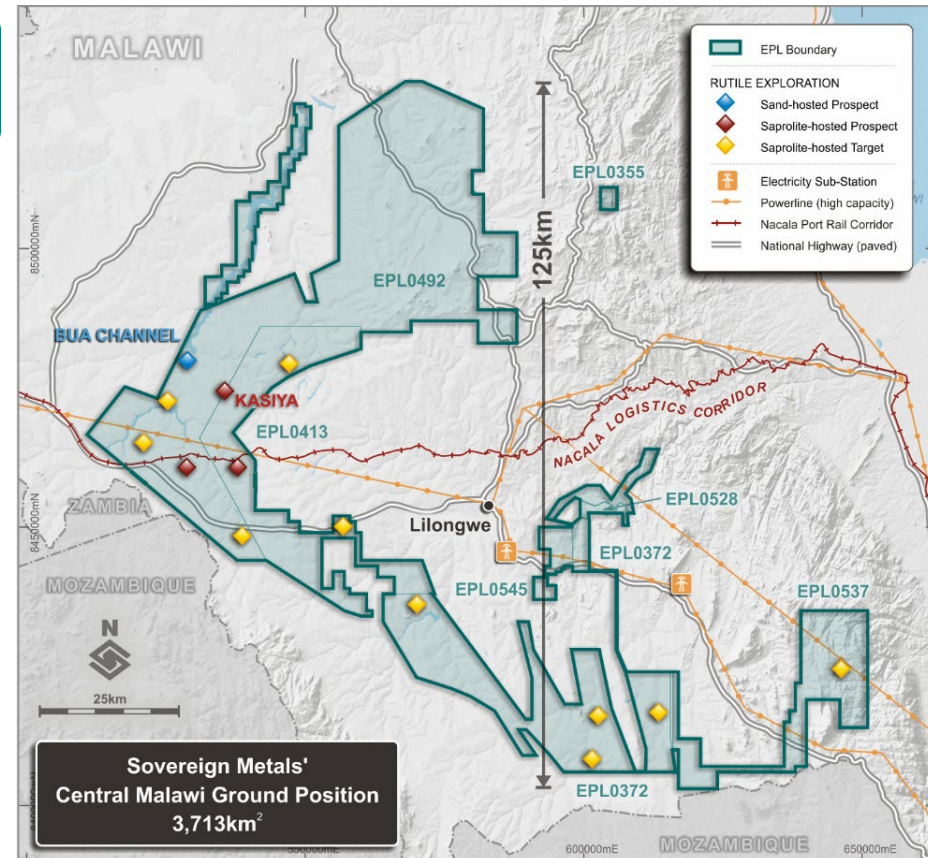 MALAWI
EPL Boundary
RUTILE EXPLORATION
Sand-hosted Prospect
Saprolite-hosted Prospect
Saprolite-hosted Target
Electricity Sub-Station
Powerline (high capacity)
Nacala Port Rail Corridor
National Highway (paved)
EPL0355
125km
8500000mN
EPL0492
BUA CHANNEL
KASIYA
EPL0413
NACALA LOGISTICS CORRIDOR
ZAMBIA
Lilongwe
EPL0528
8450000mN
EPL0372
MOZAMBIQUE
EPL0545
EPL0537
N
25km
Sovereign Metals'
Central Malawi Ground Position
3,713km²
EPL0372
MOZAMBIQUE
600000mE
650000mE